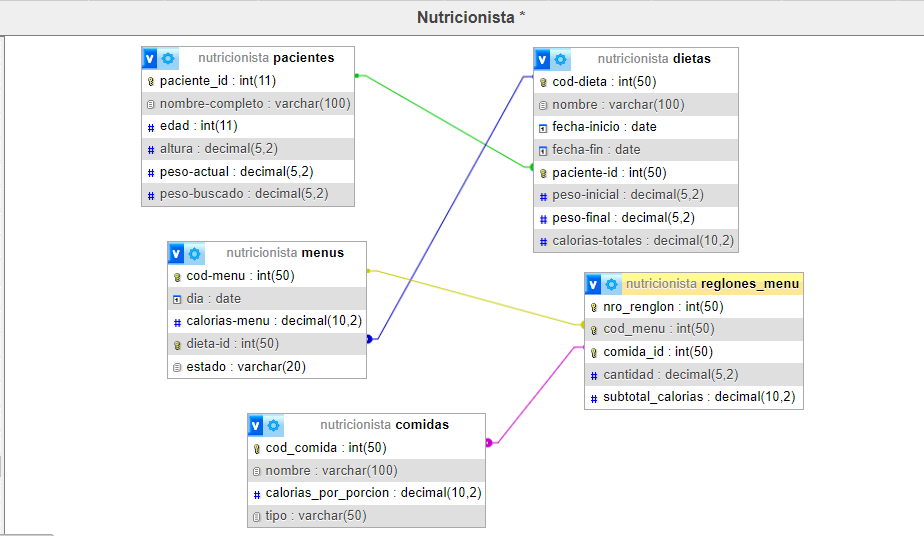 Nutricionista *
nutricionista pacientes
paciente_id : int(11)
nombre-completo : varchar(100)
edad : int(11)
altura : decimal(5,2)
peso-actual : decimal(5,2)
peso-buscado : decimal(5,2)
nutricionista dietas
cod-dieta : int(50)
nombre : varchar(100)
fecha-inicio : date
fecha-fin : date
paciente-id : int(50)
peso-inicial : decimal(5,2)
peso-final : decimal(5,2)
calorias-totales : decimal(10,2)
nutricionista menus
cod-menu : int(50)
dia : date
calorias-menu : decimal(10,2)
dieta-id : int(50)
estado : varchar(20)
nutricionista reglones_menu
nro_renglon : int(50)
cod_menu : int(50)
comida_id : int(50)
cantidad : decimal(5,2)
subtotal_calorias : decimal(10,2)
nutricionista comidas
cod_comida : int(50)
nombre : varchar(100)
calorias_por_porcion : decimal(10,2)
tipo : varchar(50)